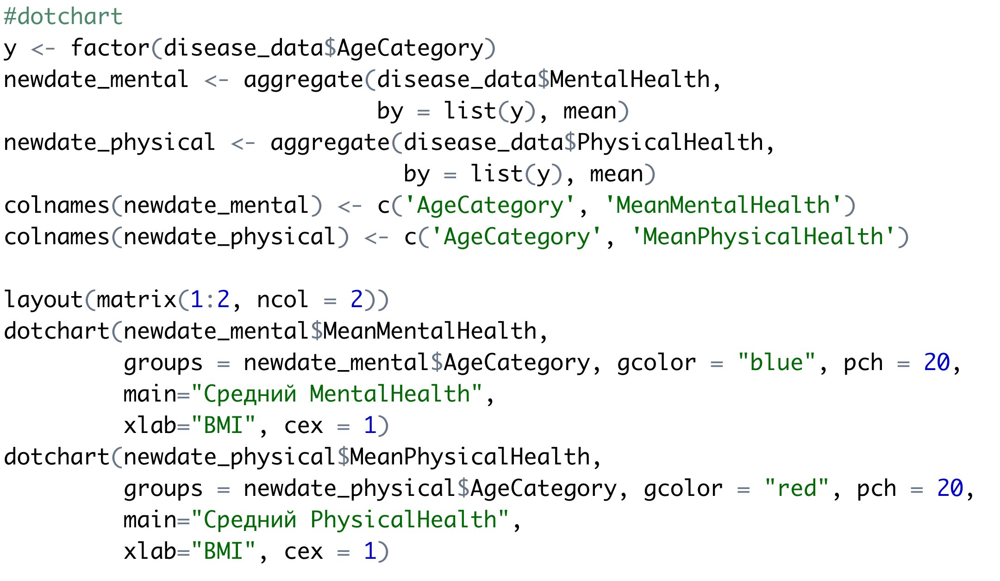 #dotchart
y <- factor(disease_data$AgeCategory)
newdate_mental <- aggregate(disease_data$MentalHealth,
                            by = list(y), mean)
newdate_physical <- aggregate(disease_data$PhysicalHealth,
                              by = list(y), mean)
colnames(newdate_mental) <- c('AgeCategory', 'MeanMentalHealth')
colnames(newdate_physical) <- c('AgeCategory', 'MeanPhysicalHealth')

layout(matrix(1:2, ncol = 2))
dotchart(newdate_mental$MeanMentalHealth,
         groups = newdate_mental$AgeCategory, gcolor = "blue", pch = 20,
         main="Средний MentalHealth",
         xlab="BMI", cex = 1)
dotchart(newdate_physical$MeanPhysicalHealth,
         groups = newdate_physical$AgeCategory, gcolor = "red", pch = 20,
         main="Средний PhysicalHealth",
         xlab="BMI", cex = 1)